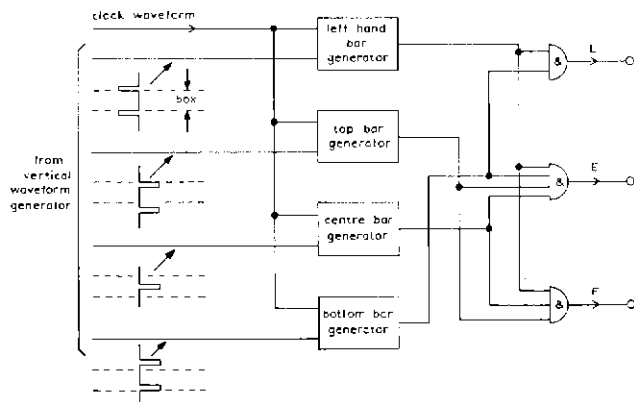 clock waveform
left hand
bar
generator
&
L
box
top bar
generator
from
vertical
waveform
generator
&
E
centre bar
generator
&
F
bottom bar
generator